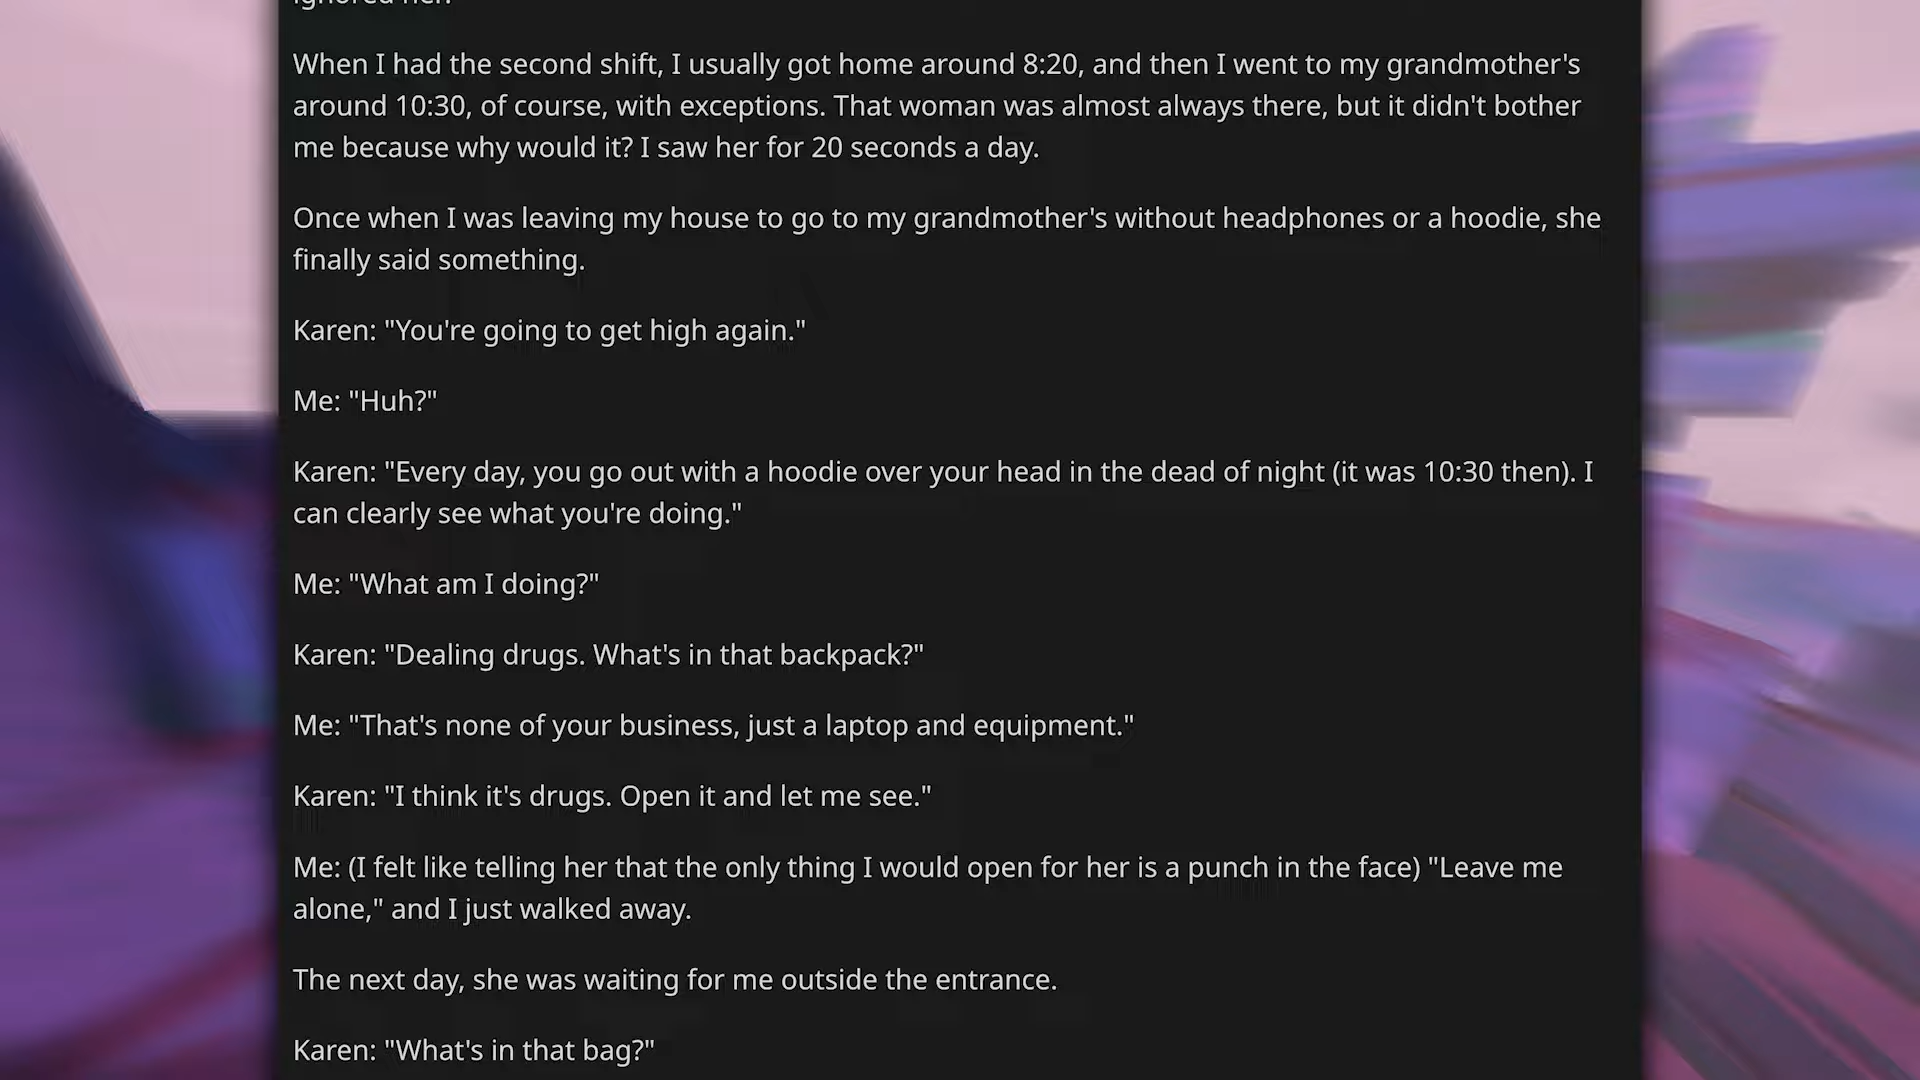 ignored her.
When I had the second shift, I usually got home around 8:20, and then I went to my grandmother's
around 10:30, of course, with exceptions. That woman was almost always there, but it didn't bother
me because why would it? I saw her for 20 seconds a day.
Once when I was leaving my house to go to my grandmother's without headphones or a hoodie, she
finally said something.
Karen: "You're going to get high again."
Me: "Huh?"
Karen: "Every day, you go out with a hoodie over your head in the dead of night (it was 10:30 then). I
can clearly see what you're doing."
Me: "What am I doing?"
Karen: "Dealing drugs. What's in that backpack?"
Me: "That's none of your business, just a laptop and equipment."
Karen: "I think it's drugs. Open it and let me see."
Me: (I felt like telling her that the only thing I would open for her is a punch in the face) "Leave me
alone," and I just walked away.
The next day, she was waiting for me outside the entrance.
Karen: "What's in that bag?"